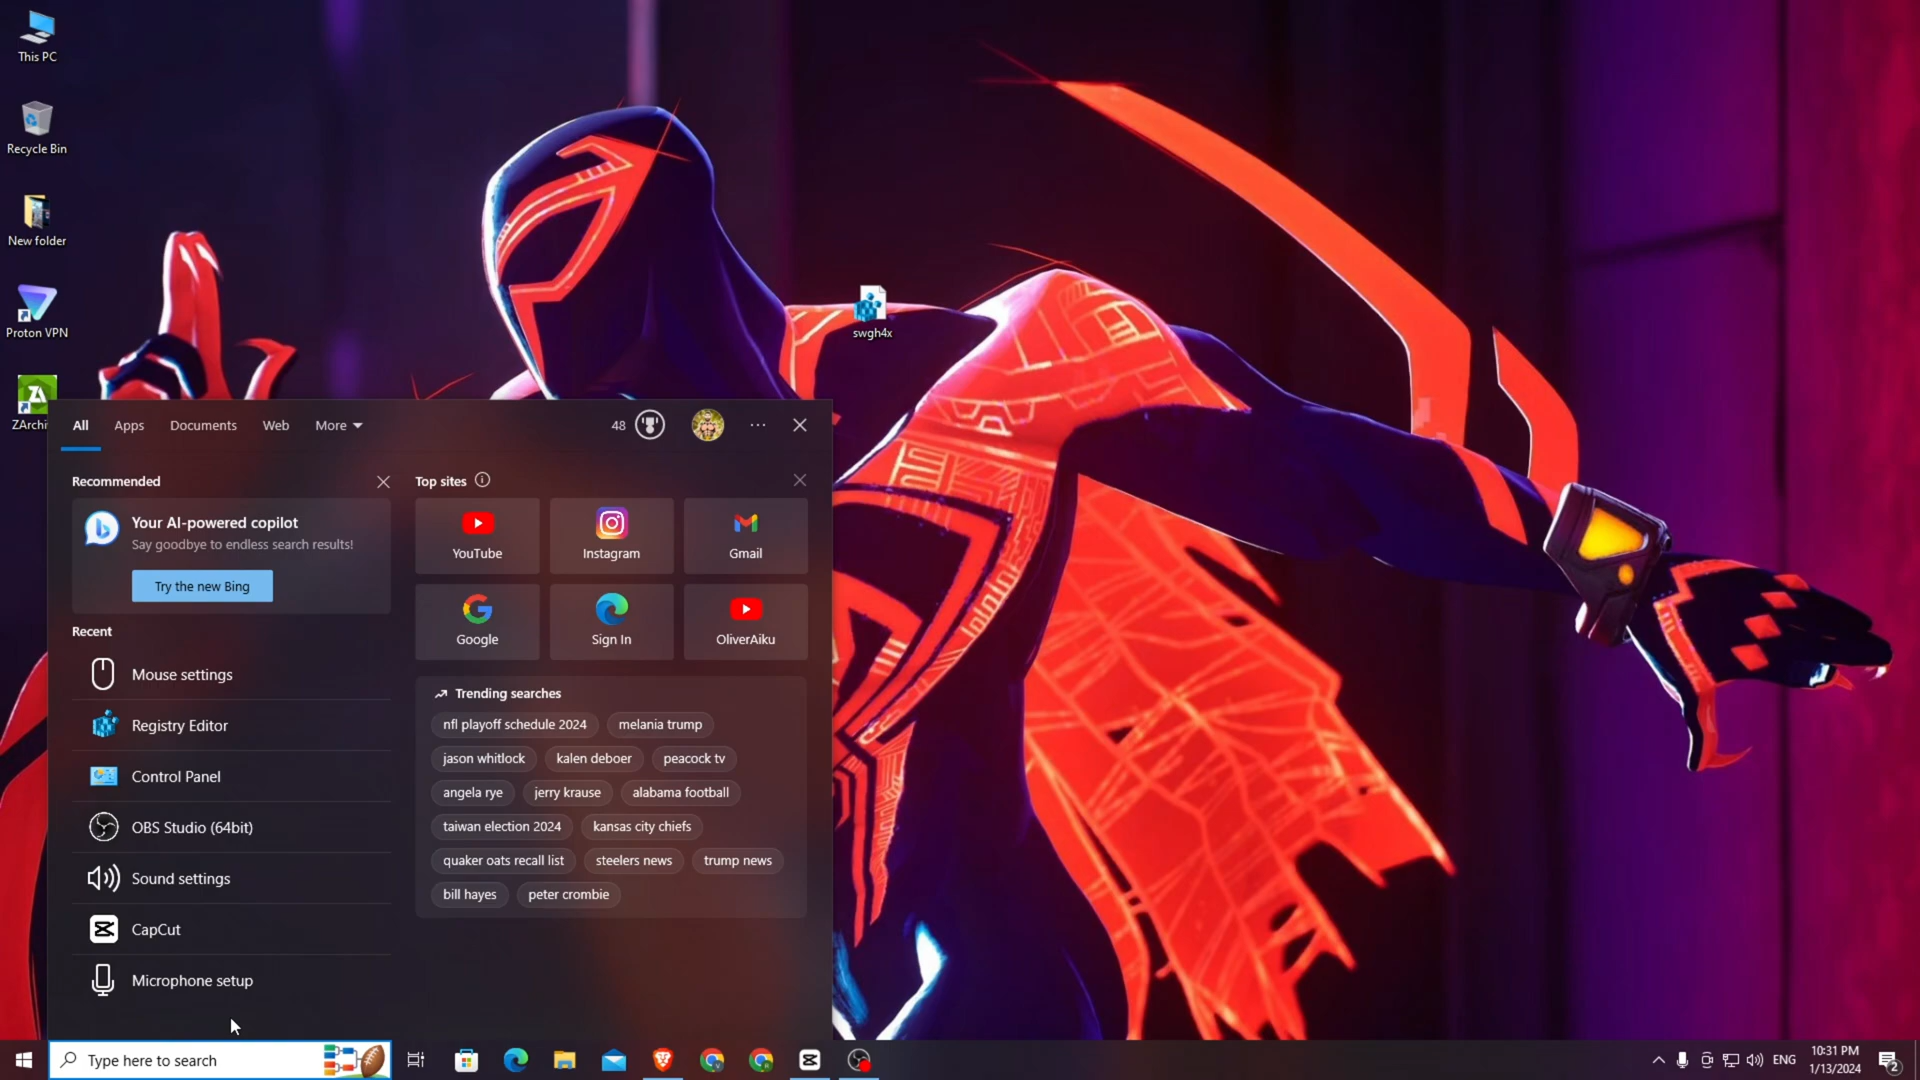 This PC
Recycle Bin
New folder
Proton VPN
ZArchi
swgh4x
All Apps Documents Web More
48
Recommended
Your AI-powered copilot
Say goodbye to endless search results!
Try the new Bing
Recent
Mouse settings
Registry Editor
Control Panel
OBS Studio (64bit)
Sound settings
CapCut
Microphone setup
Top sites
YouTube Instagram Gmail
Google Sign In OliverAiku
Trending searches
nfl playoff schedule 2024 melania trump
jason whitlock kalen deboer peacock tv
angela rye jerry krause alabama football
taiwan election 2024 kansas city chiefs
quaker oats recall list steelers news trump news
bill hayes peter crombie
Type here to search
ENG
10:31 PM
1/13/2024
2